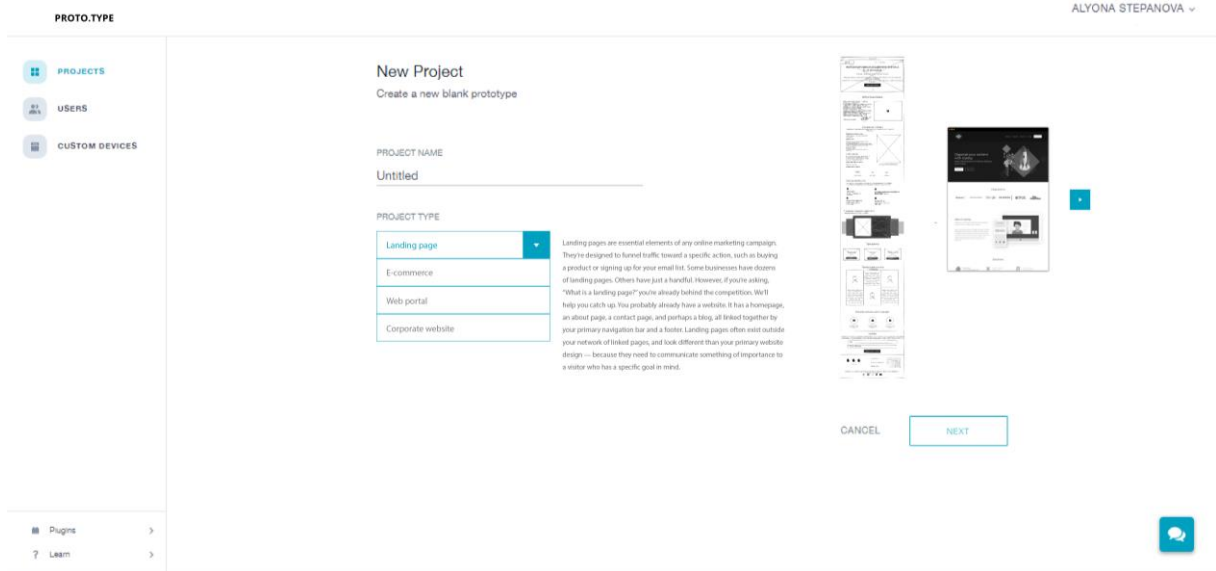 PROTO.TYPE
ALYONA STEPANOVA
PROJECTS
USERS
CUSTOM DEVICES
New Project
Create a new blank prototype
PROJECT NAME
Untitled
PROJECT TYPE
Landing page
E-commerce
Web portal
Corporate website
Landing pages are essential elements of any online marketing campaign.
They're designed to funnel traffic toward a specific action, such as buying
a product or signing up for your email list. Some businesses have dozens
of landing pages. Others have just a handful. However, if you're asking,
"What is a landing page?" you're already behind the competition. We'll
help you catch up. You probably already have a website. It has a homepage,
an about page, a contact page, and perhaps a blog, all linked together by
your primary navigation bar and a footer. Landing pages often exist outside
your network of linked pages, and look different than your primary website
design — because they need to communicate something of importance to
a visitor who has a specific goal in mind.
CANCEL
NEXT
Plugins
? Learn